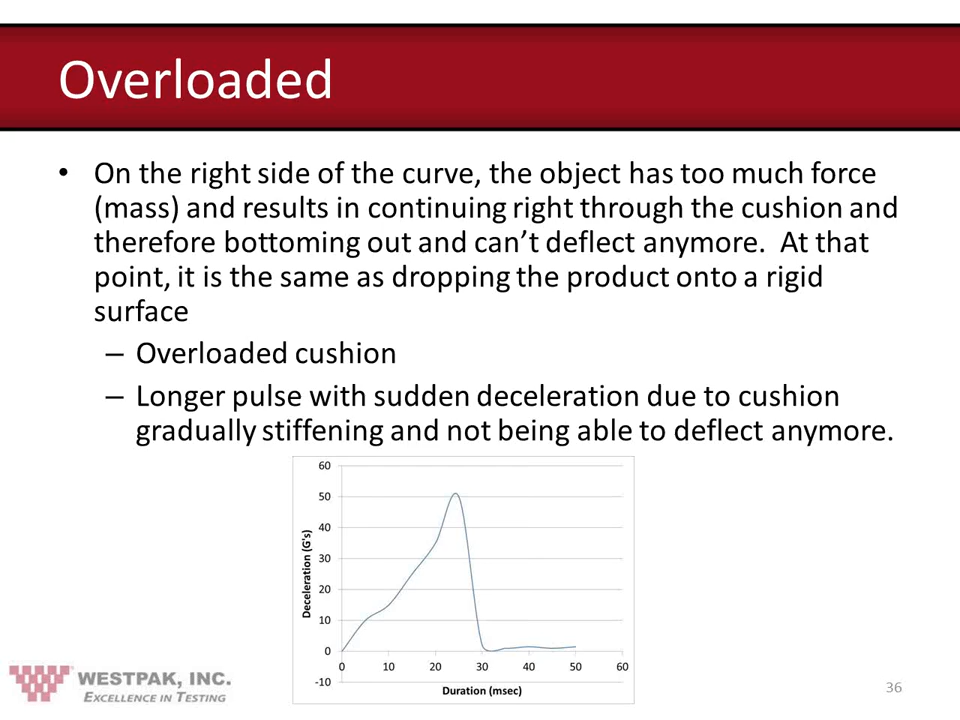 Overloaded
• On the right side of the curve, the object has too much force
(mass) and results in continuing right through the cushion and
therefore bottoming out and can’t deflect anymore.  At that
point, it is the same as dropping the product onto a rigid
surface
– Overloaded cushion
– Longer pulse with sudden deceleration due to cushion
gradually stiffening and not being able to deflect anymore.
60
50
40
30
20
10
0
-10
Deceleration (G's)
0 10 20 30 40 50 60
Duration (msec)
WESTPAK, INC.
EXCELLENCE IN TESTING
36